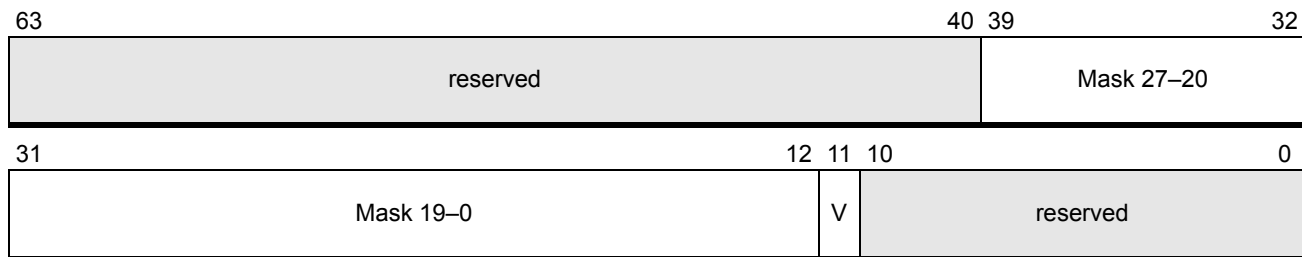 63 40 39 32
reserved Mask 27–20
31 12 11 10 0
Mask 19–0 V reserved